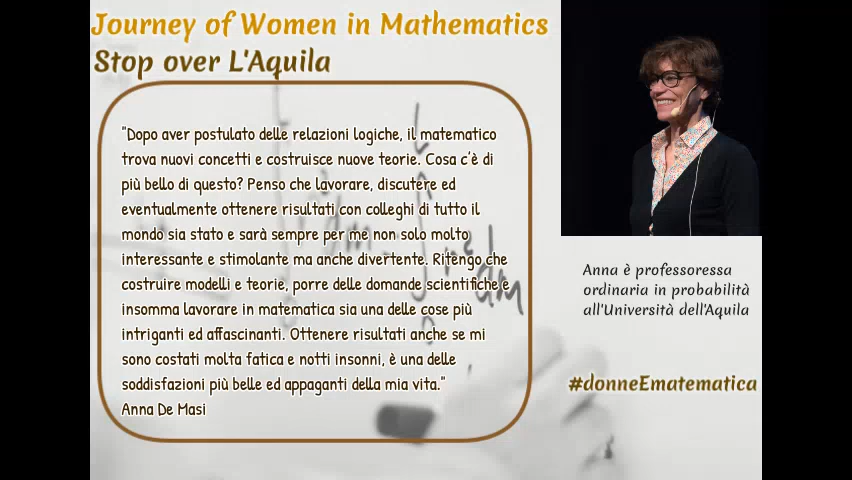 Journey of Women in Mathematics
Stop over L'Aquila
"Dopo aver postulato delle relazioni logiche, il matematico
trova nuovi concetti e costruisce nuove teorie. Cosa c'è di
più bello di questo? Penso che lavorare, discutere ed
eventualmente ottenere risultati con colleghi di tutto il
mondo sia stato e sarà sempre per me non solo molto
interessante e stimolante ma anche divertente. Ritengo che
costruire modelli e teorie, porre delle domande scientifiche e
insomma lavorare in matematica sia una delle cose più
intriganti ed affascinanti. Ottenere risultati anche se mi
sono costati molta fatica e notti insonni, è una delle
soddisfazioni più belle ed appaganti della mia vita."
Anna De Masi
Anna è professoressa
ordinaria in probabilità
all'Università dell'Aquila
#donneEmatematica